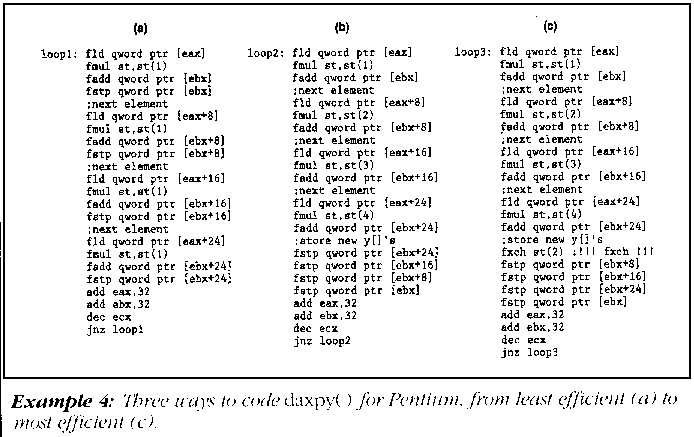 (a)
loop1: fld qword ptr [eax]
fmul st,st(1)
fadd qword ptr [ebx]
fstp qword ptr [ebx]
;next element
fld qword ptr [eax+8]
fmul st,st(1)
fadd qword ptr [ebx+8]
fstp qword ptr [ebx+8]
;next element
fld qword ptr [eax+16]
fmul st,st(1)
fadd qword ptr [ebx+16]
fstp qword ptr [ebx+16]
;next element
fld qword ptr [eax+24]
fmul st,st(1)
fadd qword ptr [ebx+24]
fstp qword ptr [ebx+24]
add eax,32
add ebx,32
dec ecx
jnz loop1
(b)
loop2: fld qword ptr [eax]
fmul st,st(1)
fadd qword ptr [ebx]
;next element
fld qword ptr [eax+8]
fmul st,st(2)
fadd qword ptr [ebx+8]
;next element
fld qword ptr [eax+16]
fmul st,st(3)
fadd qword ptr [ebx+16]
;next element
fld qword ptr [eax+24]
fmul st,st(4)
fadd qword ptr [ebx+24]
;store new y[]'s
fstp qword ptr [ebx+24]
fstp qword ptr [ebx+16]
fstp qword ptr [ebx+8]
fstp qword ptr [ebx]
add eax,32
add ebx,32
dec ecx
jnz loop2
(c)
loop3: fld qword ptr [eax]
fmul st,st(1)
fadd qword ptr [ebx]
;next element
fld qword ptr [eax+8]
fmul st,st(2)
fadd qword ptr [ebx+8]
;next element
fld qword ptr [eax+16]
fmul st,st(3)
fadd qword ptr [ebx+16]
;next element
fld qword ptr [eax+24]
fmul st,st(4)
fadd qword ptr [ebx+24]
;store new y[]'s
fxch st(2) ;!!! fxch !!!
fstp qword ptr [ebx+8]
fstp qword ptr [ebx+16]
fstp qword ptr [ebx+24]
fstp qword ptr [ebx]
add eax,32
add ebx,32
dec ecx
jnz loop3
Example 4: Three ways to code daxpy() for Pentium, from least efficient (a) to
most efficient (c).